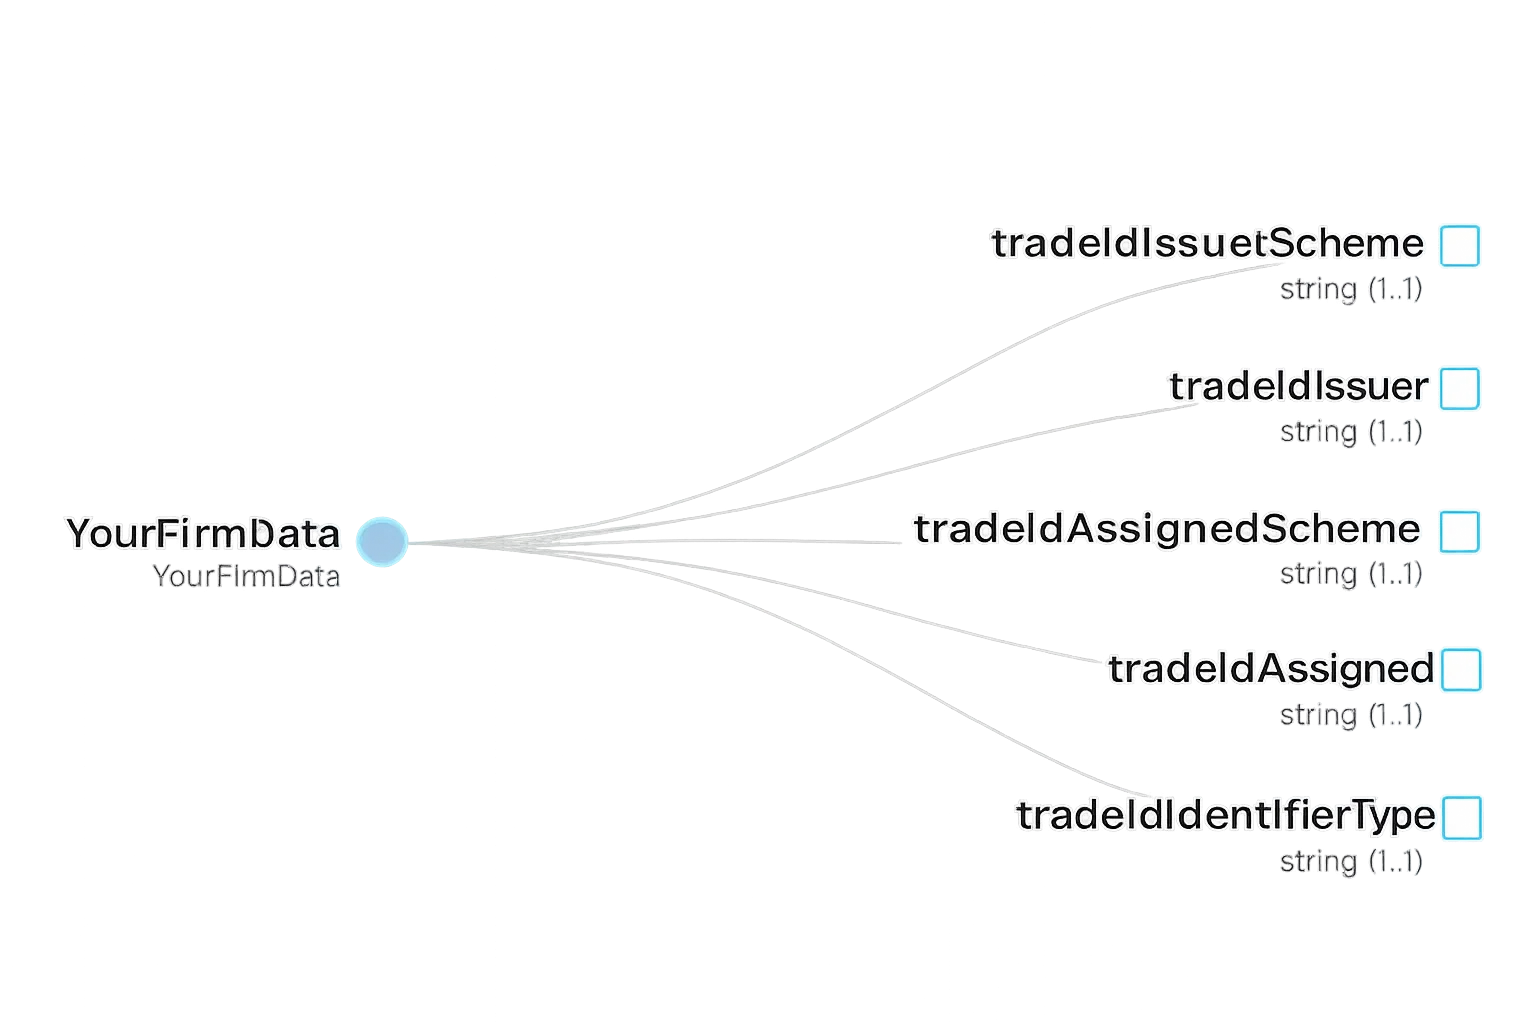 tradeIdIssuetScheme
string (1..1)
tradeIdIssuer
string (1..1)
YourFirmData
YourFIrmData
tradeIdAssignedScheme
string (1..1)
tradeIdAssigned
string (1..1)
tradeIdIdentIfierType
string (1..1)